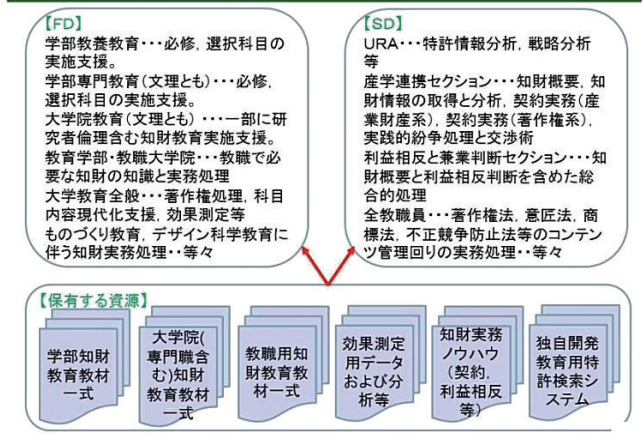 【FD】
学部教養教育･･･必修，選択科目の
実施支援。
学部専門教育（文理とも）･･･必修，
選択科目の実施支援。
大学院教育（文理とも）･･･一部に研
究者倫理含む知財教育実施支援。
教育学部･教職大学院･･･教職で必
要な知財の知識と実務処理
大学教育全般･･･著作権処理，科目
内容現代化支援，効果測定等
ものづくり教育，デザイン科学教育に
伴う知財実務処理･･等々
【SD】
URA･･･特許情報分析，戦略分析
等
産学連携セクション･･･知財概要，知
財情報の取得と分析，契約実務（産
業財産系），契約実務（著作権系），
実践的紛争処理と交渉術
利益相反と兼業判断セクション･･･知
財概要と利益相反判断を含めた総
合的処理
全教職員･･･著作権法，意匠法，商
標法，不正競争防止法等のコンテン
ツ管理回りの実務処理･･等々
【保有する資源】
学部知財
教育教材
一式
大学院(
専門職含
む)知財
教育教材
一式
教職用知
財教育教
材一式
効果測定
用データ
および分
析等
知財実務
ノウハウ
(契約，
利益相反
等)
独自開発
教育用特
許検索シ
ステム